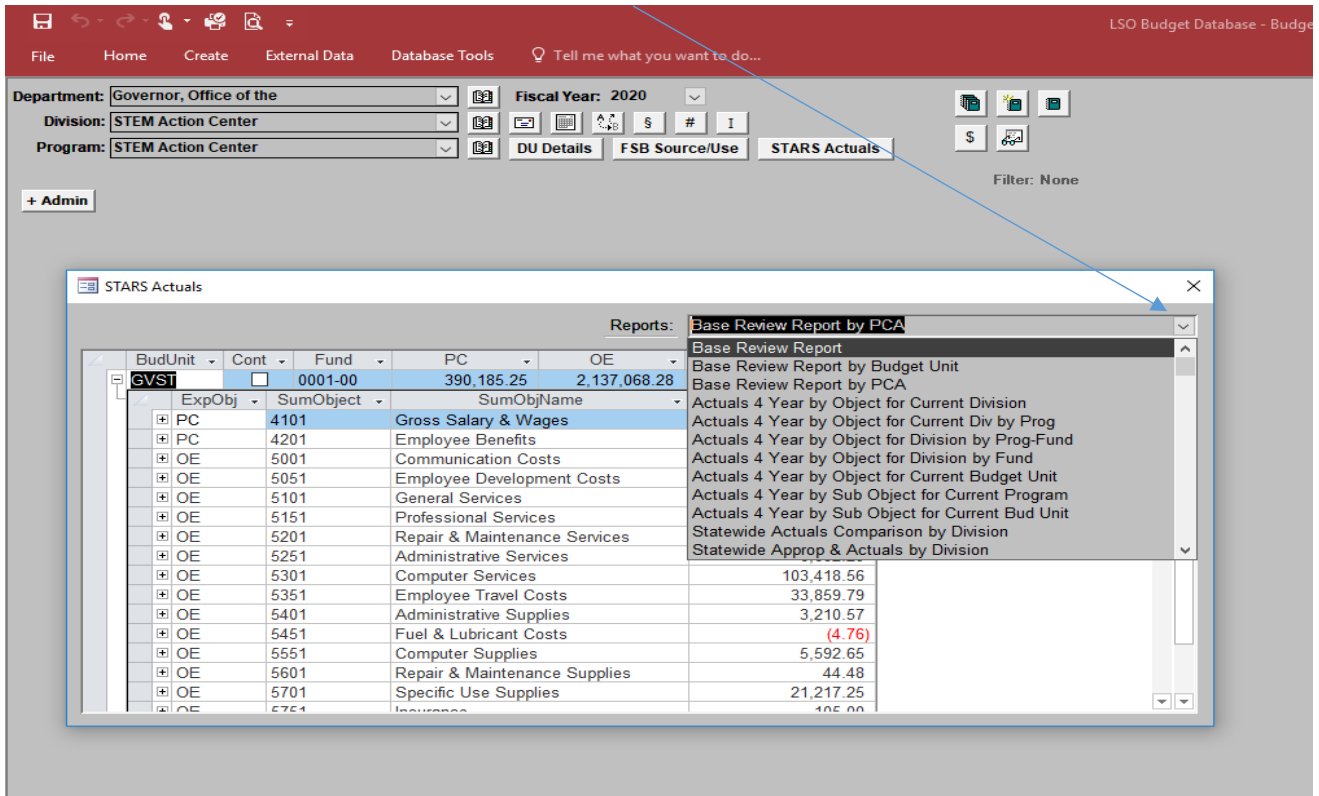 LSO Budget Database - Budge
File Home Create External Data Database Tools Tell me what you want to do...
Department: Governor, Office of the Fiscal Year: 2020
Division: STEM Action Center § # I
Program: STEM Action Center DU Details FSB Source/Use STARS Actuals $
Filter: None
+ Admin
STARS Actuals
Reports: Base Review Report by PCA
Base Review Report
Base Review Report by Budget Unit
Base Review Report by PCA
Actuals 4 Year by Object for Current Division
Actuals 4 Year by Object for Current Div by Prog
Actuals 4 Year by Object for Division by Prog-Fund
Actuals 4 Year by Object for Division by Fund
Actuals 4 Year by Object for Current Budget Unit
Actuals 4 Year by Sub Object for Current Program
Actuals 4 Year by Sub Object for Current Bud Unit
Statewide Actuals Comparison by Division
Statewide Approp & Actuals by Division
BudUnit Cont Fund PC OE
GVST 0001-00 390,185.25 2,137,068.28
ExpObj SumObject SumObjName
PC 4101 Gross Salary & Wages
PC 4201 Employee Benefits
OE 5001 Communication Costs
OE 5051 Employee Development Costs
OE 5101 General Services
OE 5151 Professional Services
OE 5201 Repair & Maintenance Services
OE 5251 Administrative Services
OE 5301 Computer Services 103,418.56
OE 5351 Employee Travel Costs 33,859.79
OE 5401 Administrative Supplies 3,210.57
OE 5451 Fuel & Lubricant Costs (4.76)
OE 5551 Computer Supplies 5,592.65
OE 5601 Repair & Maintenance Supplies 44.48
OE 5701 Specific Use Supplies 21,217.25
OE 5751 Insurance